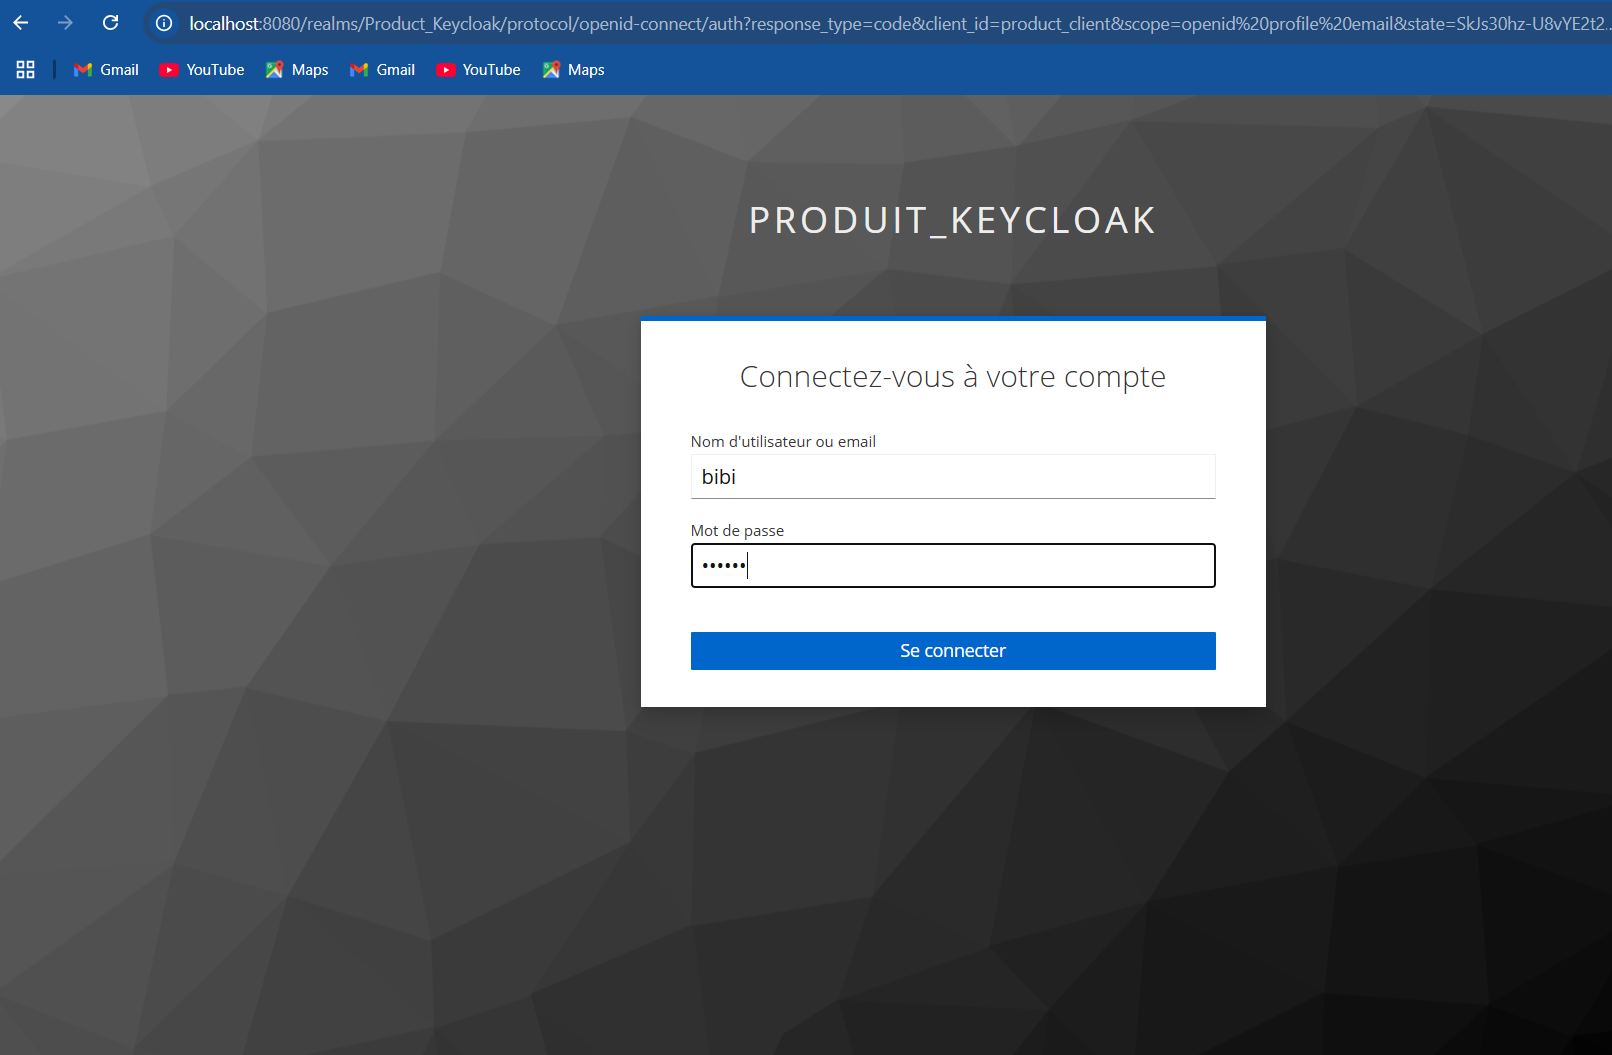 localhost:8080/realms/Product_Keycloak/protocol/openid-connect/auth?response_type=code&client_id=product_client&scope=openid%20profile%20email&state=SkJs30hz-U8vYE2t2...
Gmail YouTube Maps Gmail YouTube Maps
PRODUIT_KEYCLOAK
Connectez-vous à votre compte
Nom d'utilisateur ou email
bibi
Mot de passe
••••••
Se connecter